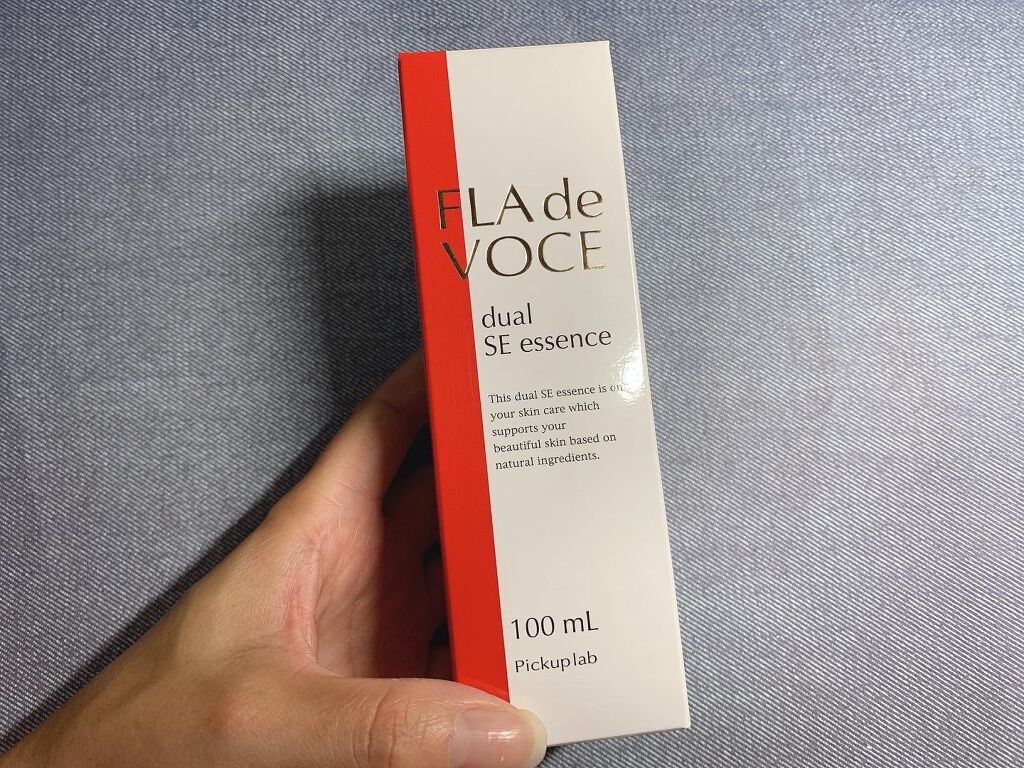 FLA de
VOCE
dual
SE essence
This dual SE essence is on
your skin care which
supports your
beautiful skin based on
natural ingredients.
100 mL
Pickuplab